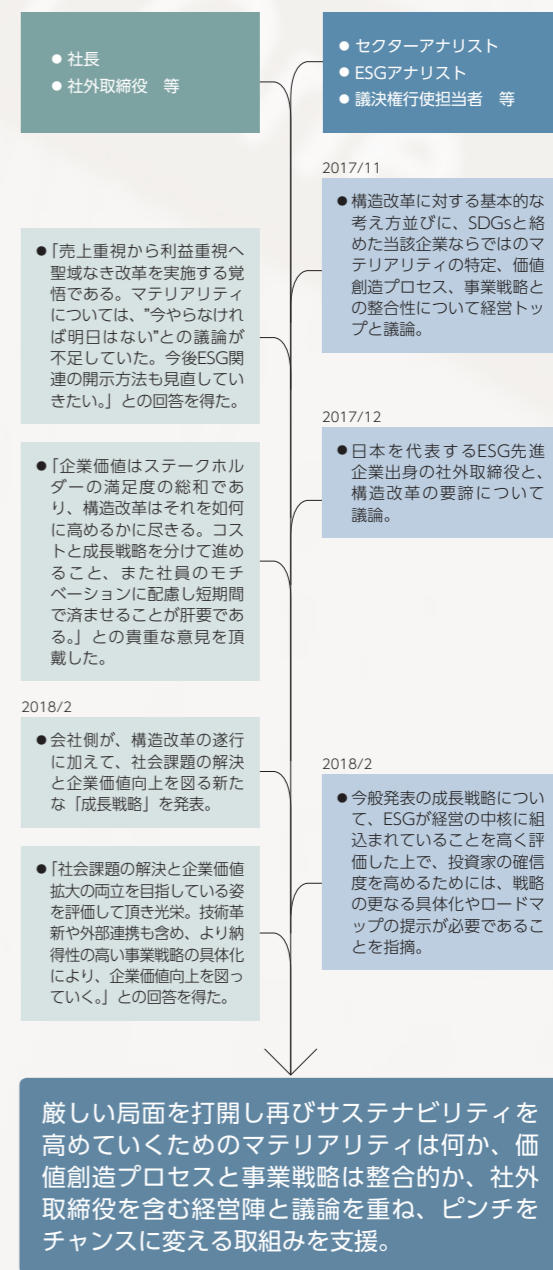 ● 社長
● 社外取締役　等
● セクターアナリスト
● ESGアナリスト
● 議決権行使担当者　等
2017/11
● 構造改革に対する基本的な
考え方並びに、SDGsと絡
めた当該企業ならではのマ
テリアリティの特定、価値
創造プロセス、事業戦略と
の整合性について経営トッ
プと議論。
● 「売上重視から利益重視へ
聖域なき改革を実施する覚
悟である。マテリアリティ
については、”今やらなけれ
ば明日はない”との議論が
不足していた。今後ESG関
連の開示方法も見直してい
きたい。」との回答を得た。
2017/12
● 日本を代表するESG先進
企業出身の社外取締役と、
構造改革の要諦について
議論。
● 「企業価値はステークホル
ダーの満足度の総和であ
り、構造改革はそれを如何
に高めるかに尽きる。コス
トと成長戦略を分けて進め
ること、また社員のモチ
ベーションに配慮し短期間
で済ませることが肝要であ
る。」との貴重な意見を頂
戴した。
2018/2
● 会社側が、構造改革の遂行
に加えて、社会課題の解決
と企業価値向上を図る新た
な「成長戦略」を発表。
2018/2
● 今般発表の成長戦略につい
て、ESGが経営の中核に組
込まれていることを高く評
価した上で、投資家の確信
度を高めるためには、戦略
の更なる具体化やロードマ
ップの提示が必要であるこ
とを指摘。
● 「社会課題の解決と企業価値
拡大の両立を目指している姿
を評価して頂き光栄。技術革
新や外部連携も含め、より納
得性の高い事業戦略の具体化
により、企業価値向上を図っ
ていく。」との回答を得た。
厳しい局面を打開し再びサステナビリティを
高めていくためのマテリアリティは何か、価
値創造プロセスと事業戦略は整合的か、社外
取締役を含む経営陣と議論を重ね、ピンチを
チャンスに変える取組みを支援。